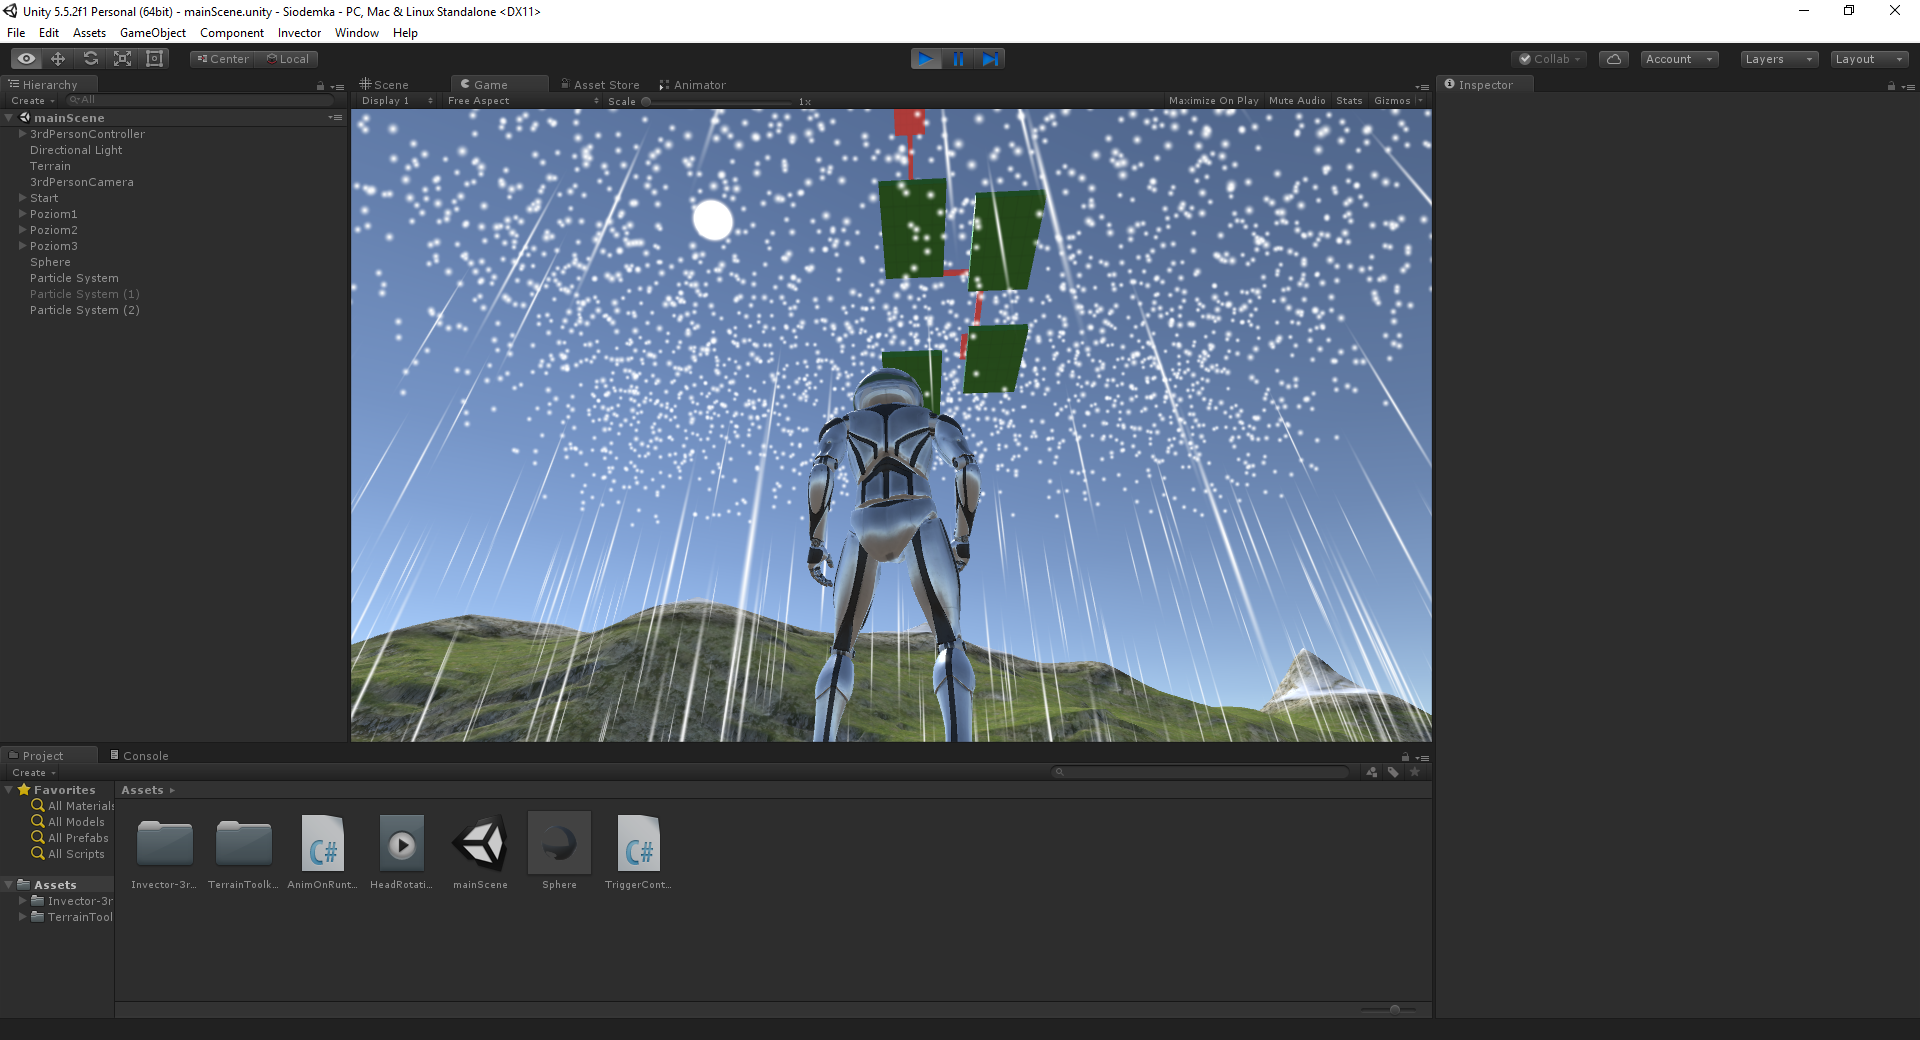 Unity 5.5.2f1 Personal (64bit) - mainScene.unity - Siodemka - PC, Mac & Linux Standalone <DX11>
File Edit Assets GameObject Component Invector Window Help
Center Local Collab Account Layers Layout
Hierarchy
Create All
mainScene
3rdPersonController
Directional Light
Terrain
3rdPersonCamera
Start
Poziom1
Poziom2
Poziom3
Sphere
Particle System
Particle System (1)
Particle System (2)
Scene Game Asset Store Animator
Display 1 Free Aspect Scale 1x Maximize On Play Mute Audio Stats Gizmos
Inspector
Project Console
Create
Favorites
All Materials
All Models
All Prefabs
All Scripts
Assets
Invector-3r
TerrainTool
Assets
Invector-3r... TerrainToolk... AnimOnRunt... HeadRotati... mainScene Sphere TriggerCont...
C# C#